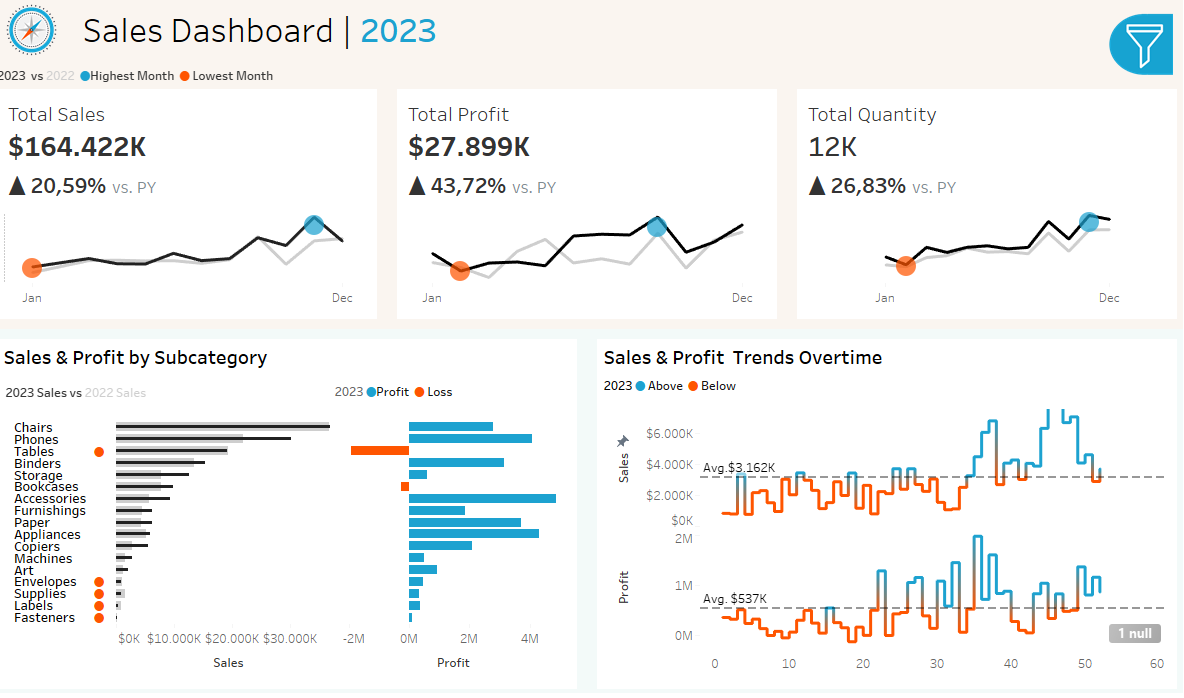 Sales Dashboard | 2023
2023 vs 2022 Highest Month Lowest Month
Total Sales
$164.422K
▲ 20,59% vs. PY
Jan Dec
Total Profit
$27.899K
▲ 43,72% vs. PY
Jan Dec
Total Quantity
12K
▲ 26,83% vs. PY
Jan Dec
Sales & Profit by Subcategory
2023 Sales vs 2022 Sales
2023 Profit Loss
Chairs
Phones
Tables
Binders
Storage
Bookcases
Accessories
Furnishings
Paper
Appliances
Copiers
Machines
Art
Envelopes
Supplies
Labels
Fasteners
$0K $10.000K $20.000K $30.000K
Sales
-2M 0M 2M 4M
Profit
Sales & Profit Trends Overtime
2023 Above Below
Sales
$6.000K
$4.000K
Avg.$3.162K
$2.000K
$0K
Profit
2M
1M
Avg. $537K
0M
1 null
0 10 20 30 40 50 60